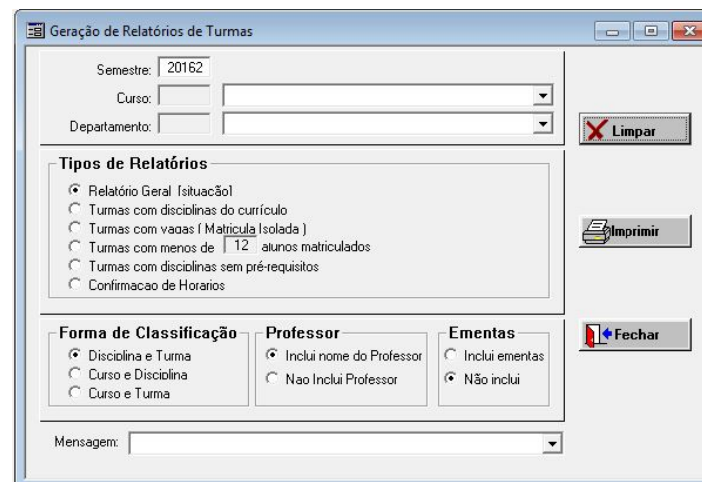 Geração de Relatórios de Turmas
Semestre: 20162
Curso:
Departamento:
Limpar
Tipos de Relatórios
Relatório Geral (situacão)
Turmas com disciplinas do currículo
Turmas com vagas ( Matricula Isolada )
Turmas com menos de 12 alunos matriculados
Imprimir
Turmas com disciplinas sem pré-requisitos
Confirmacao de Horarios
Forma de Classificação
Disciplina e Turma
Curso e Disciplina
Curso e Turma
Professor
Inclui nome do Professor
Nao Inclui Professor
Ementas
Inclui ementas
Não inclui
Fechar
Mensagem: